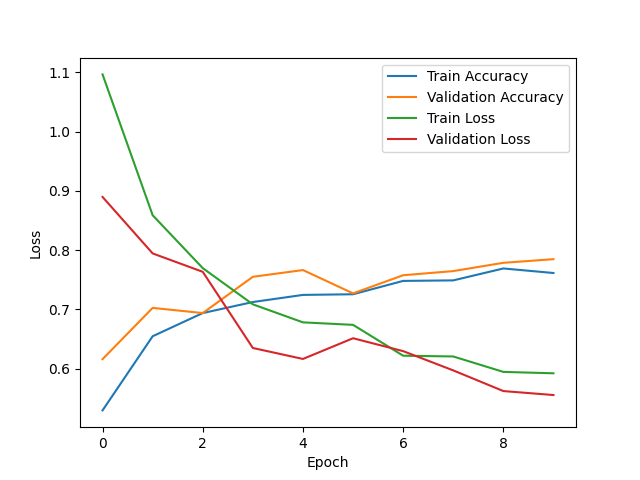 1.1
1.0
0.9
0.8
0.7
0.6
Loss
0
2
4
6
8
Epoch
Train Accuracy
Validation Accuracy
Train Loss
Validation Loss